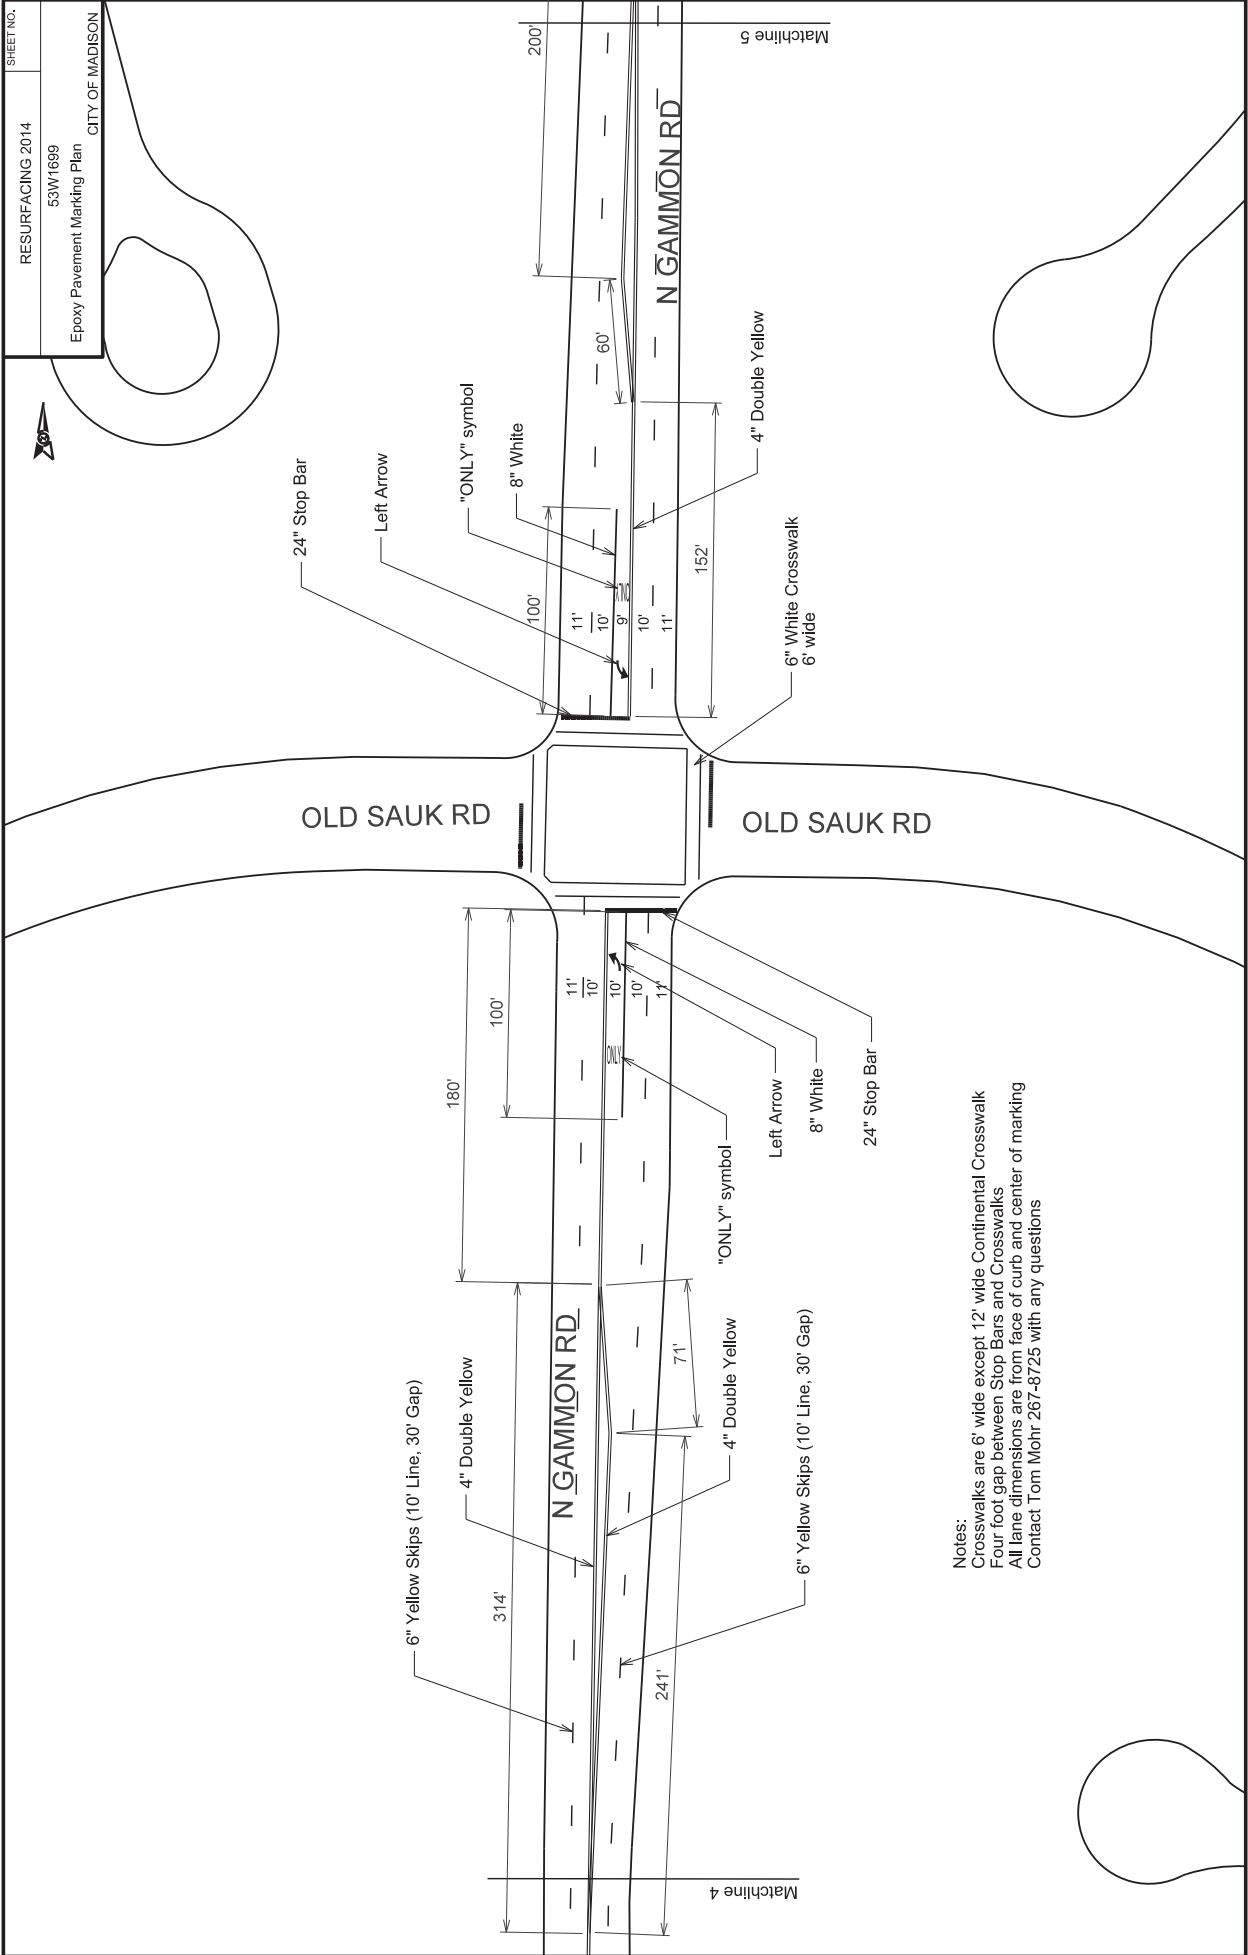 SHEET NO.
RESURFACING 2014
53W1699
Epoxy Pavement Marking Plan
CITY OF MADISON
24" Stop Bar
Left Arrow
"ONLY" symbol
8" White
4" Double Yellow
6" White Crosswalk
6' wide
200'
60'
100'
152'
11'
10'
9'
10'
11'
ONLY
N GAMMON RD
Matchline 5
OLD SAUK RD
OLD SAUK RD
180'
100'
11'
10'
10'
10'
11'
ONLY
"ONLY" symbol
Left Arrow
8" White
24" Stop Bar
6" Yellow Skips (10' Line, 30' Gap)
4" Double Yellow
N GAMMON RD
314'
71'
241'
4" Double Yellow
6" Yellow Skips (10' Line, 30' Gap)
Matchline 4
Notes:
Crosswalks are 6' wide except 12' wide Continental Crosswalk
Four foot gap between Stop Bars and Crosswalks
All lane dimensions are from face of curb and center of marking
Contact Tom Mohr 267-8725 with any questions